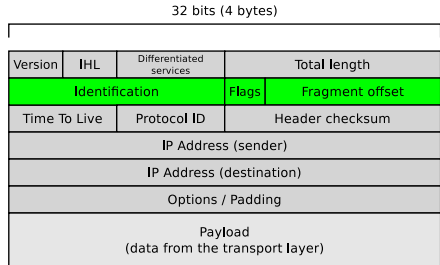 32 bits (4 bytes)
Version IHL Differentiated services Total length
Identification Flags Fragment offset
Time To Live Protocol ID Header checksum
IP Address (sender)
IP Address (destination)
Options / Padding
Payload
(data from the transport layer)